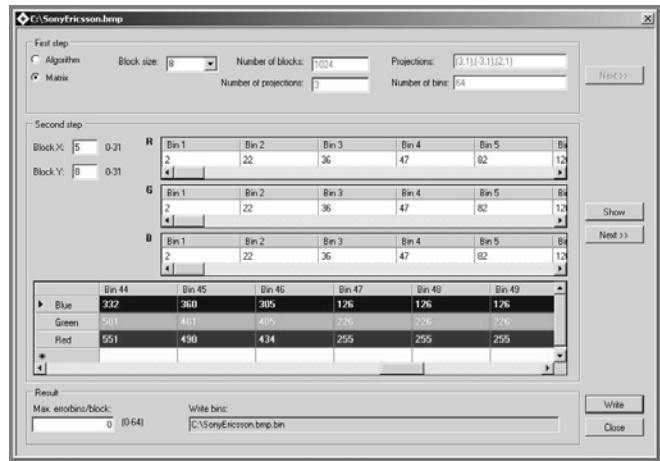 C:\SonyEricsson.bmp
First step
Algorithm
Matrix
Block size: 8
Number of blocks: 1024
Projections: (3.1),(-3.1),(2.1)
Number of projections: 3
Number of bins: 64
Next >>
Second step
Block X: 5 0-31
Block Y: 0-31
R Bin 1 Bin 2 Bin 3 Bin 4 Bin 5
2 22 36 47 82
G Bin 1 Bin 2 Bin 3 Bin 4 Bin 5
2 22 36 47 82
B Bin 1 Bin 2 Bin 3 Bin 4 Bin 5
2 22 36 47 82
Show
Next >>
Bin 44 Bin 45 Bin 46 Bin 47 Bin 48 Bin 49
Blue 332 360 305 126 126 126
Green 501 461 405 226 226 226
Red 551 490 434 255 255 255
Result
Max. errorbins/block: 0 (0-64)
Write bins: C:\SonyEricsson.bmp.bin
Write
Close